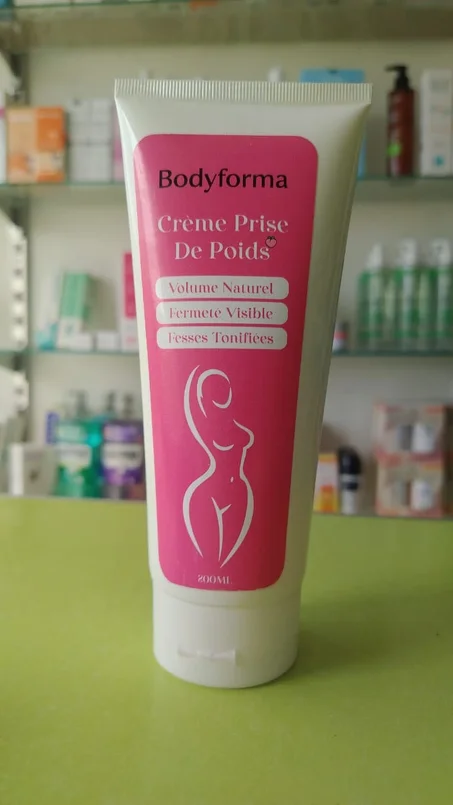 Bodyforma
Crème Prise
De Poids
Volume Naturel
Fermete Visible
Fesses Tonifiées
200ML